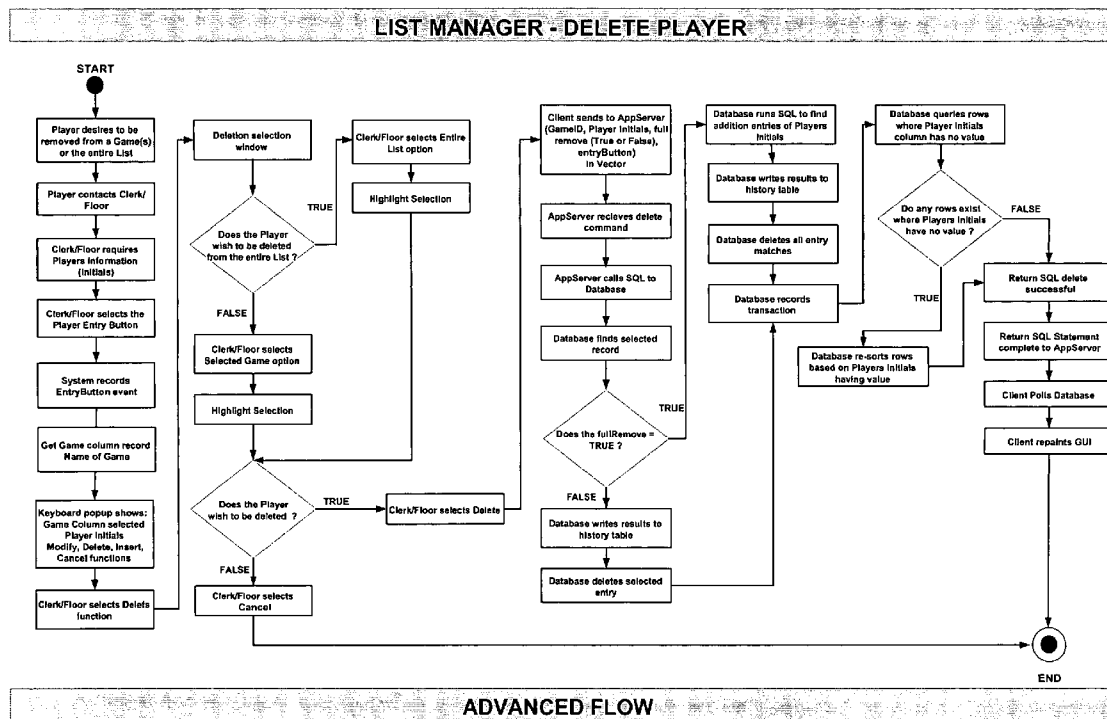 LIST MANAGER - DELETE PLAYER
START
Player desires to be
removed from a Game(s)
or the entire List
Player contacts Clerk/
Floor
Clerk/Floor requires
Players Information
(Initials)
Clerk/Floor selects the
Player Entry Button
System records
EntryButton event
Get Game column record
Name of Game
Keyboard popup shows:
Game Column selected
Player Initials
Modify, Delete, Insert,
Cancel functions
Clerk/Floor selects Delete
function
Deletion selection
window
Does the Player
wish to be deleted
from the entire List ?
TRUE
FALSE
Clerk/Floor selects Entire
List option
Highlight Selection
Clerk/Floor selects
Selected Game option
Highlight Selection
Does the Player
wish to be deleted ?
TRUE
FALSE
Clerk/Floor selects
Cancel
Clerk/Floor selects Delete
Client sends to AppServer
(GameID, Player Initials, full
remove (True or False),
entryButton)
in Vector
AppServer recieves delete
command
AppServer calls SQL to
Database
Database finds selected
record
Does the fullRemove =
TRUE ?
TRUE
FALSE
Database writes results to
history table
Database deletes selected
entry
Database runs SQL to find
addition entries of Players
Initials
Database writes results to
history table
Database deletes all entry
matches
Database records
transaction
Database queries rows
where Player Initials
column has no value
Do any rows exist
where Players Initials
have no value ?
FALSE
TRUE
Database re-sorts rows
based on Players Initials
having value
Return SQL delete
successful
Return SQL Statement
complete to AppServer
Client Polls Database
Client repaints GUI
END
ADVANCED FLOW